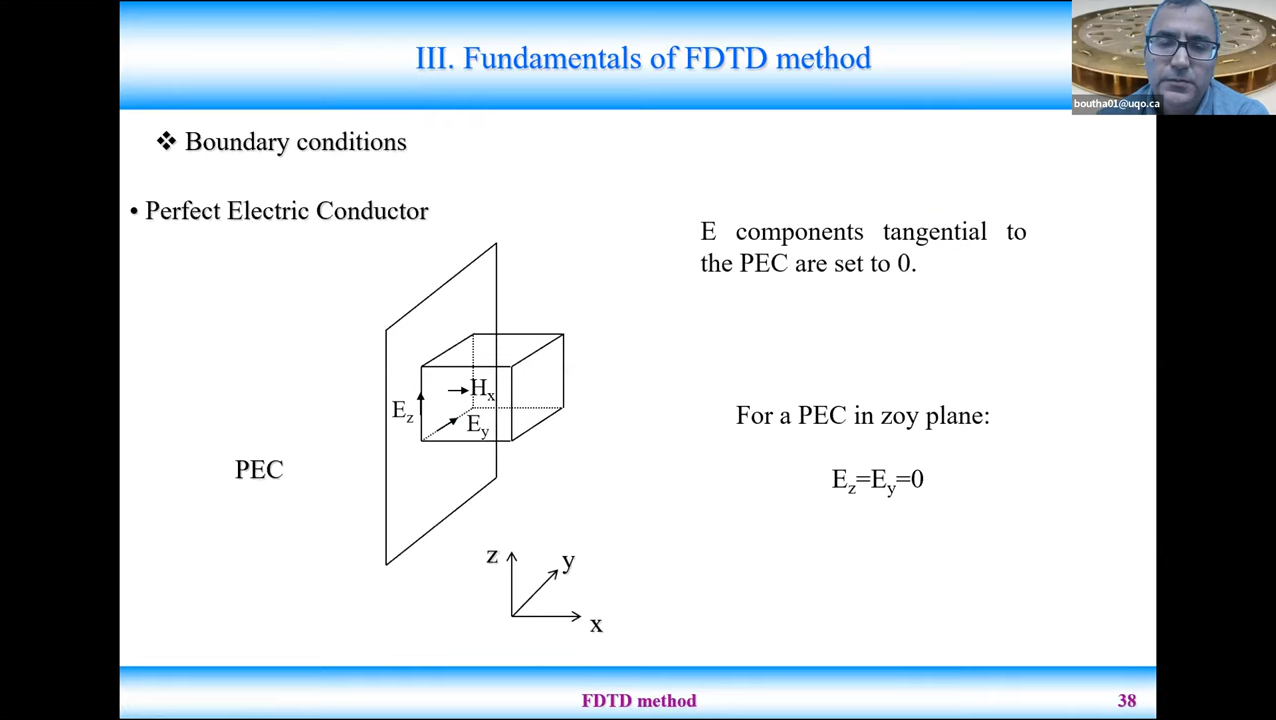 III. Fundamentals of FDTD method
boutha01@uqo.ca
❖ Boundary conditions
• Perfect Electric Conductor
E components tangential to
the PEC are set to 0.
Hx
Ez
Ey
For a PEC in zoy plane:
PEC
Ez=Ey=0
z
y
x
FDTD method
38